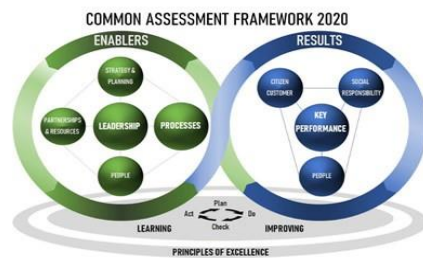 COMMON ASSESSMENT FRAMEWORK 2020
ENABLERS
RESULTS
STRATEGY &
PLANNING
PARTNERSHIPS
& RESOURCES
LEADERSHIP
PROCESSES
PEOPLE
CITIZEN
CUSTOMER
SOCIAL
RESPONSIBILITY
KEY
PERFORMANCE
PEOPLE
Plan
Act
Do
Check
LEARNING
IMPROVING
PRINCIPLES OF EXCELLENCE